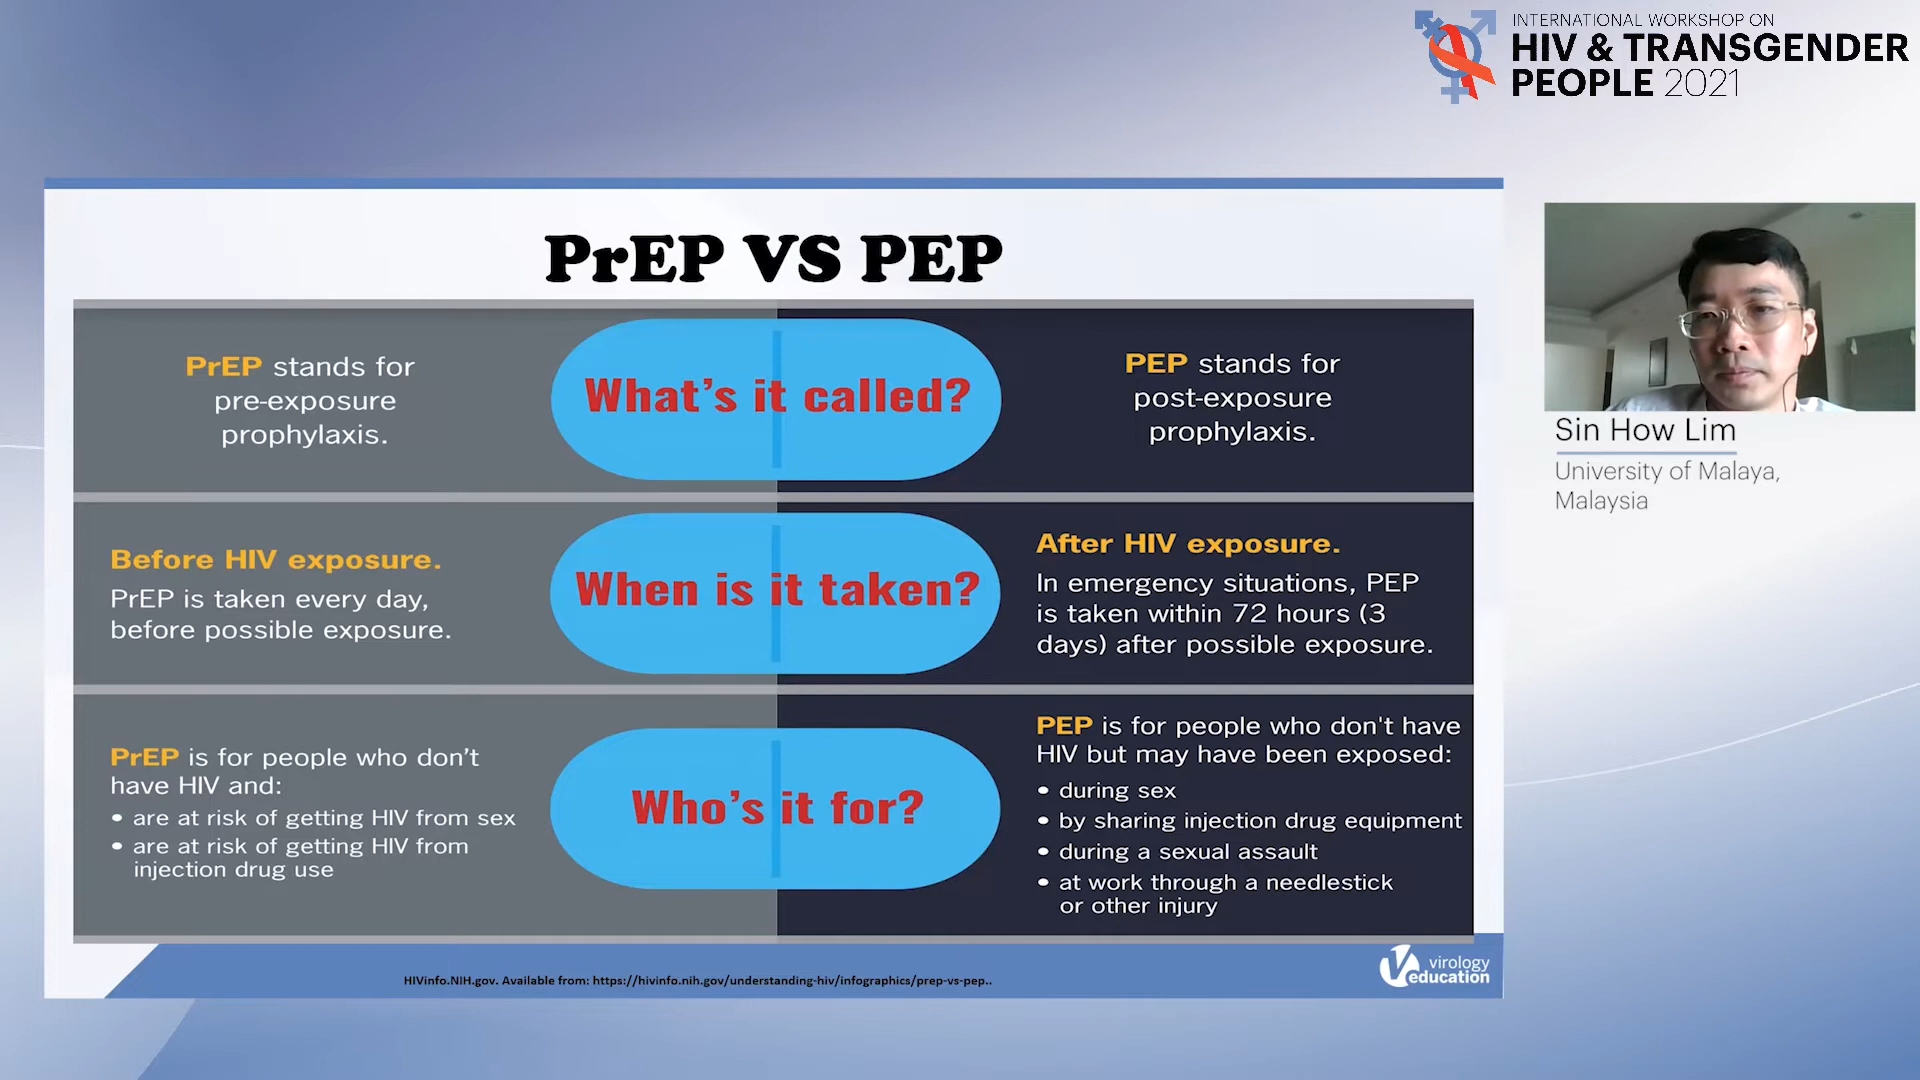 INTERNATIONAL WORKSHOP ON
HIV & TRANSGENDER
PEOPLE 2021
PrEP VS PEP
PrEP stands for
pre-exposure
prophylaxis.
What's it called?
PEP stands for
post-exposure
prophylaxis.
Before HIV exposure.
PrEP is taken every day,
before possible exposure.
When is it taken?
After HIV exposure.
In emergency situations, PEP
is taken within 72 hours (3
days) after possible exposure.
PrEP is for people who don't
have HIV and:
• are at risk of getting HIV from sex
• are at risk of getting HIV from
injection drug use
Who's it for?
PEP is for people who don't have
HIV but may have been exposed:
• during sex
• by sharing injection drug equipment
• during a sexual assault
• at work through a needlestick
or other injury
HIVinfo.NIH.gov. Available from: https://hivinfo.nih.gov/understanding-hiv/infographics/prep-vs-pep..
virology
education
Sin How Lim
University of Malaya,
Malaysia